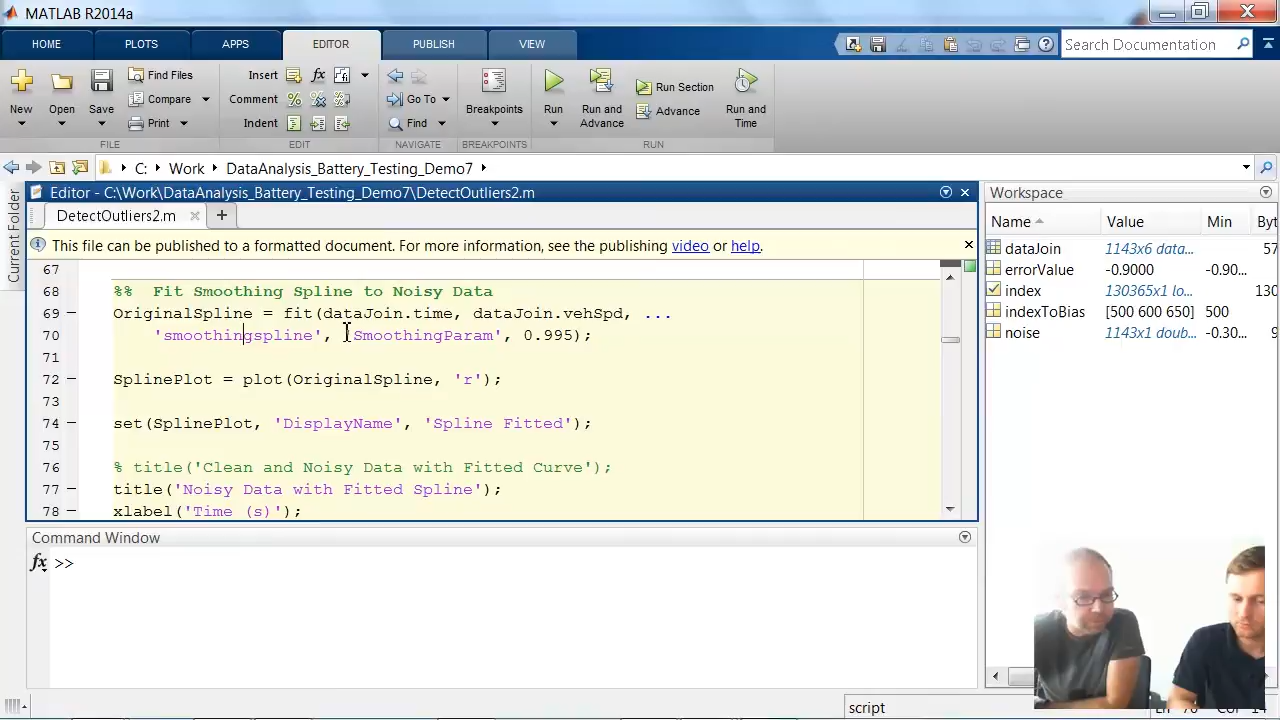 MATLAB R2014a
HOME PLOTS APPS EDITOR PUBLISH VIEW Search Documentation
New Open Save Find Files Compare Print Insert Comment Indent Go To Find Breakpoints Run Run and Advance Run Section Advance Run and Time
FILE EDIT NAVIGATE BREAKPOINTS RUN
C: Work DataAnalysis_Battery_Testing_Demo7
Current Folder
Editor - C:\Work\DataAnalysis_Battery_Testing_Demo7\DetectOutliers2.m
DetectOutliers2.m
This file can be published to a formatted document. For more information, see the publishing video or help.
67
68 %% Fit Smoothing Spline to Noisy Data
69 OriginalSpline = fit(dataJoin.time, dataJoin.vehSpd, ...
70 'smoothingspline', 'SmoothingParam', 0.995);
71
72 SplinePlot = plot(OriginalSpline, 'r');
73
74 set(SplinePlot, 'DisplayName', 'Spline Fitted');
75
76 % title('Clean and Noisy Data with Fitted Curve');
77 title('Noisy Data with Fitted Spline');
78 xlabel('Time (s)');
Command Window
fx >>
Workspace
Name Value Min Byt
dataJoin 1143x6 data... 57
errorValue -0.9000 -0.90...
index 130365x1 lo... 130
indexToBias [500 600 650] 500
noise 1143x1 doub... -0.30...
script